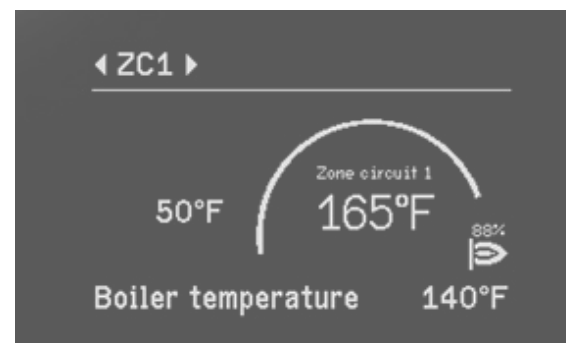 ZC1
Zone circuit 1
50°F 165°F
88%
Boiler temperature 140°F